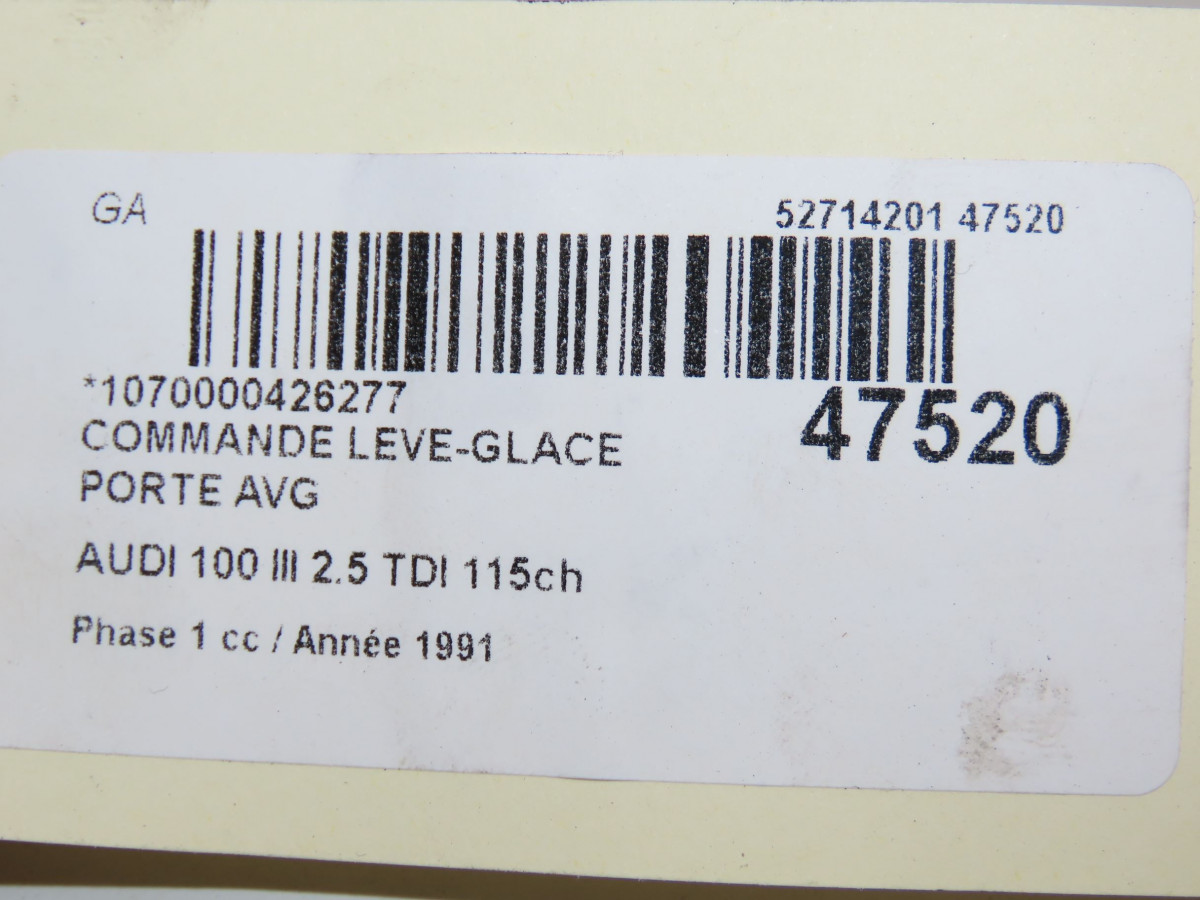 GA
52714201 47520
*1070000426277
47520
COMMANDE LEVE-GLACE
PORTE AVG
AUDI 100 III 2.5 TDI 115ch
Phase 1 cc / Année 1991